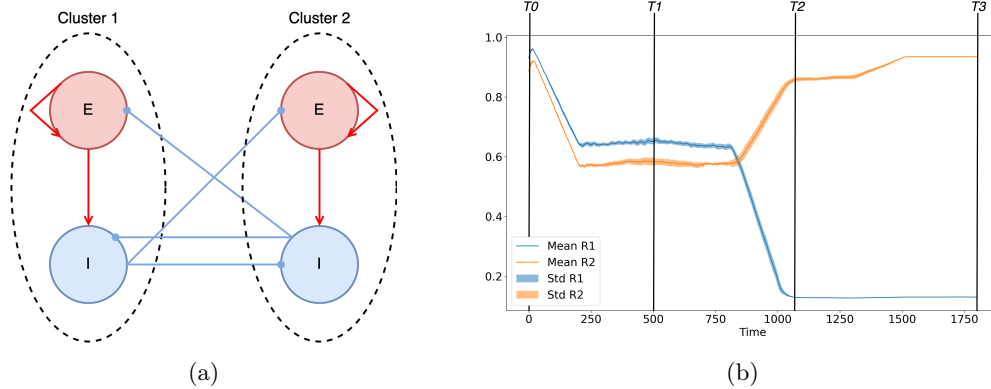 Cluster 1
Cluster 2
E
E
I
I
(a)
T0
T1
T2
T3
1.0
0.8
0.6
0.4
0.2
Mean R1
Mean R2
Std R1
Std R2
0
250
500
750
1000
1250
1500
1750
Time
(b)